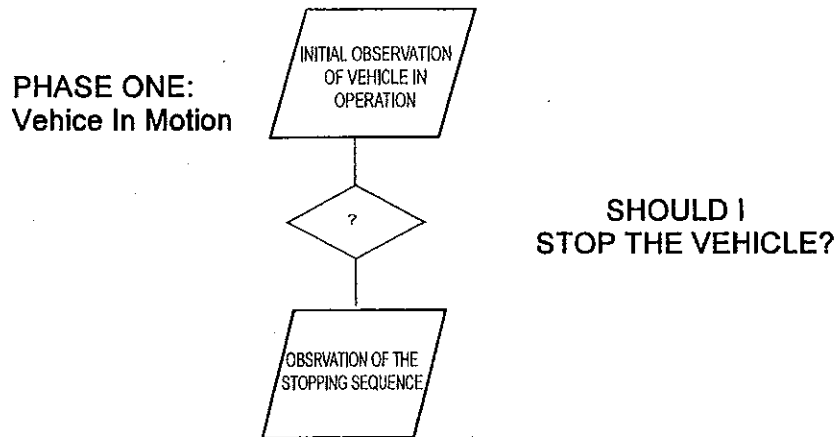 PHASE ONE:
Vehice In Motion
INITIAL OBSERVATION
OF VEHICLE IN
OPERATION
?
SHOULD I
STOP THE VEHICLE?
OBSRVATION OF THE
STOPPING SEQUENCE